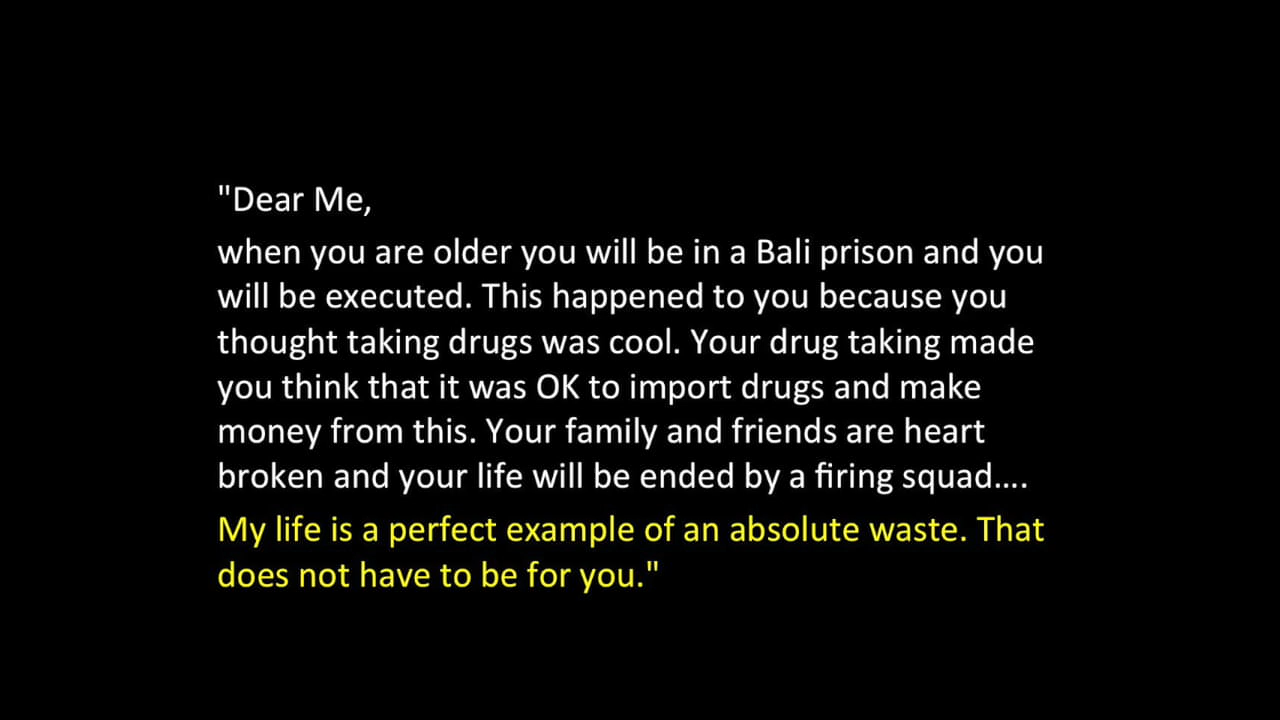 "Dear Me,
when you are older you will be in a Bali prison and you
will be executed. This happened to you because you
thought taking drugs was cool. Your drug taking made
you think that it was OK to import drugs and make
money from this. Your family and friends are heart
broken and your life will be ended by a firing squad....
My life is a perfect example of an absolute waste. That
does not have to be for you."